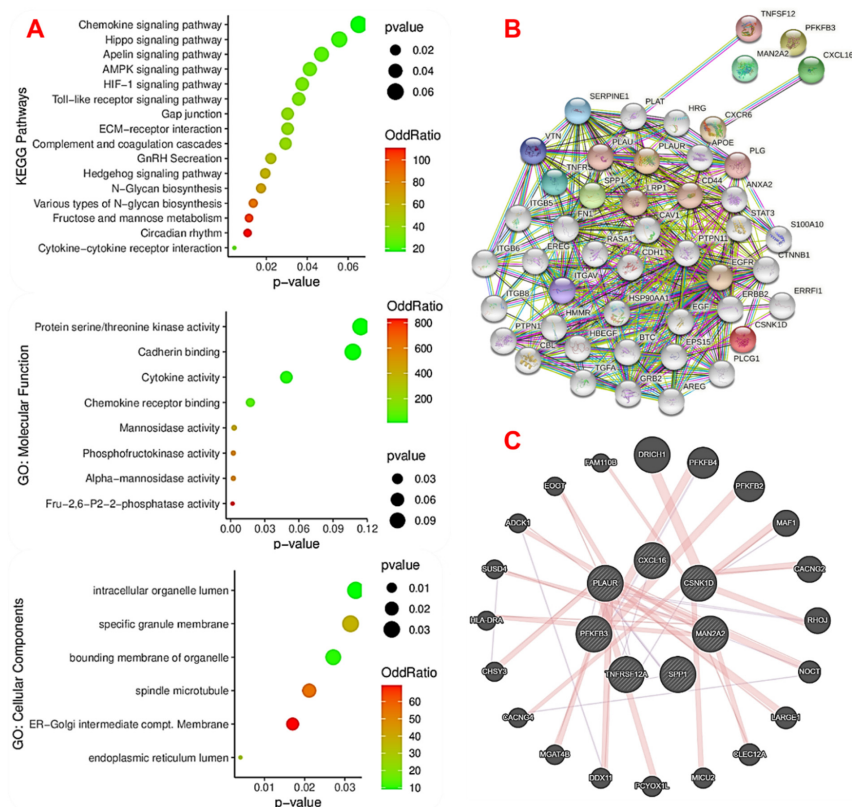 A
KEGG Pathways
Chemokine signaling pathway
Hippo signaling pathway
Apelin signaling pathway
AMPK signaling pathway
HIF-1 signaling pathway
Toll-like receptor signaling pathway
Gap junction
ECM-receptor interaction
Complement and coagulation cascades
GnRH Secretion
Hedgehog signaling pathway
N-Glycan biosynthesis
Various types of N-glycan biosynthesis
Fructose and mannose metabolism
Circadian rhythm
Cytokine-cytokine receptor interaction
0.02 0.04 0.06
p-value
pvalue
0.02
0.04
0.06
OddRatio
100
80
60
40
20
GO: Molecular Function
Protein serine/threonine kinase activity
Cadherin binding
Cytokine activity
Chemokine receptor binding
Mannosidase activity
Phosphofructokinase activity
Alpha-mannosidase activity
Fru-2,6-P2-2-phosphatase activity
0.00 0.03 0.06 0.09 0.12
p-value
OddRatio
800
600
400
200
pvalue
0.03
0.06
0.09
GO: Cellular Components
intracellular organelle lumen
specific granule membrane
bounding membrane of organelle
spindle microtubule
ER-Golgi intermediate compt. Membrane
endoplasmic reticulum lumen
0.01 0.02 0.03
p-value
pvalue
0.01
0.02
0.03
OddRatio
60
50
40
30
20
10
B
TNFSF12
PFKFB3
MAN2A2
CXCL16
SERPINE1
PLAT
HRG
CXCR6
VTN
PLAU
PLAUR
APOE
PLG
TNFR
SPP1
LRP1
CD44
ANXA2
ITGB5
FN1
CAV1
STAT3
S100A10
ITGB6
EREG
RASA1
CDH1
PTPN11
EGFR
CTNNB1
ITGAV
ITGB8
HSP90AA1
ERBB2
ERRFI1
PTPN1
HMMR
HBEGF
EGF
CSNK1D
CBL
BTC
EPS15
PLCG1
TGFA
GRB2
AREG
C
FAM110B
DRICH1
PFKFB4
EOGT
PFKFB2
ADCK1
MAF1
CXCL16
SUSD4
PLAUR
CSNK1D
CACNG2
HLA-DRA
PFKFB3
MAN2A2
RHOJ
CHSY3
TNFRSF12A
SPP1
NOCT
CACNG4
LARGE1
MGAT4B
CLEC12A
DDX11
PCYOX1L
MICU2